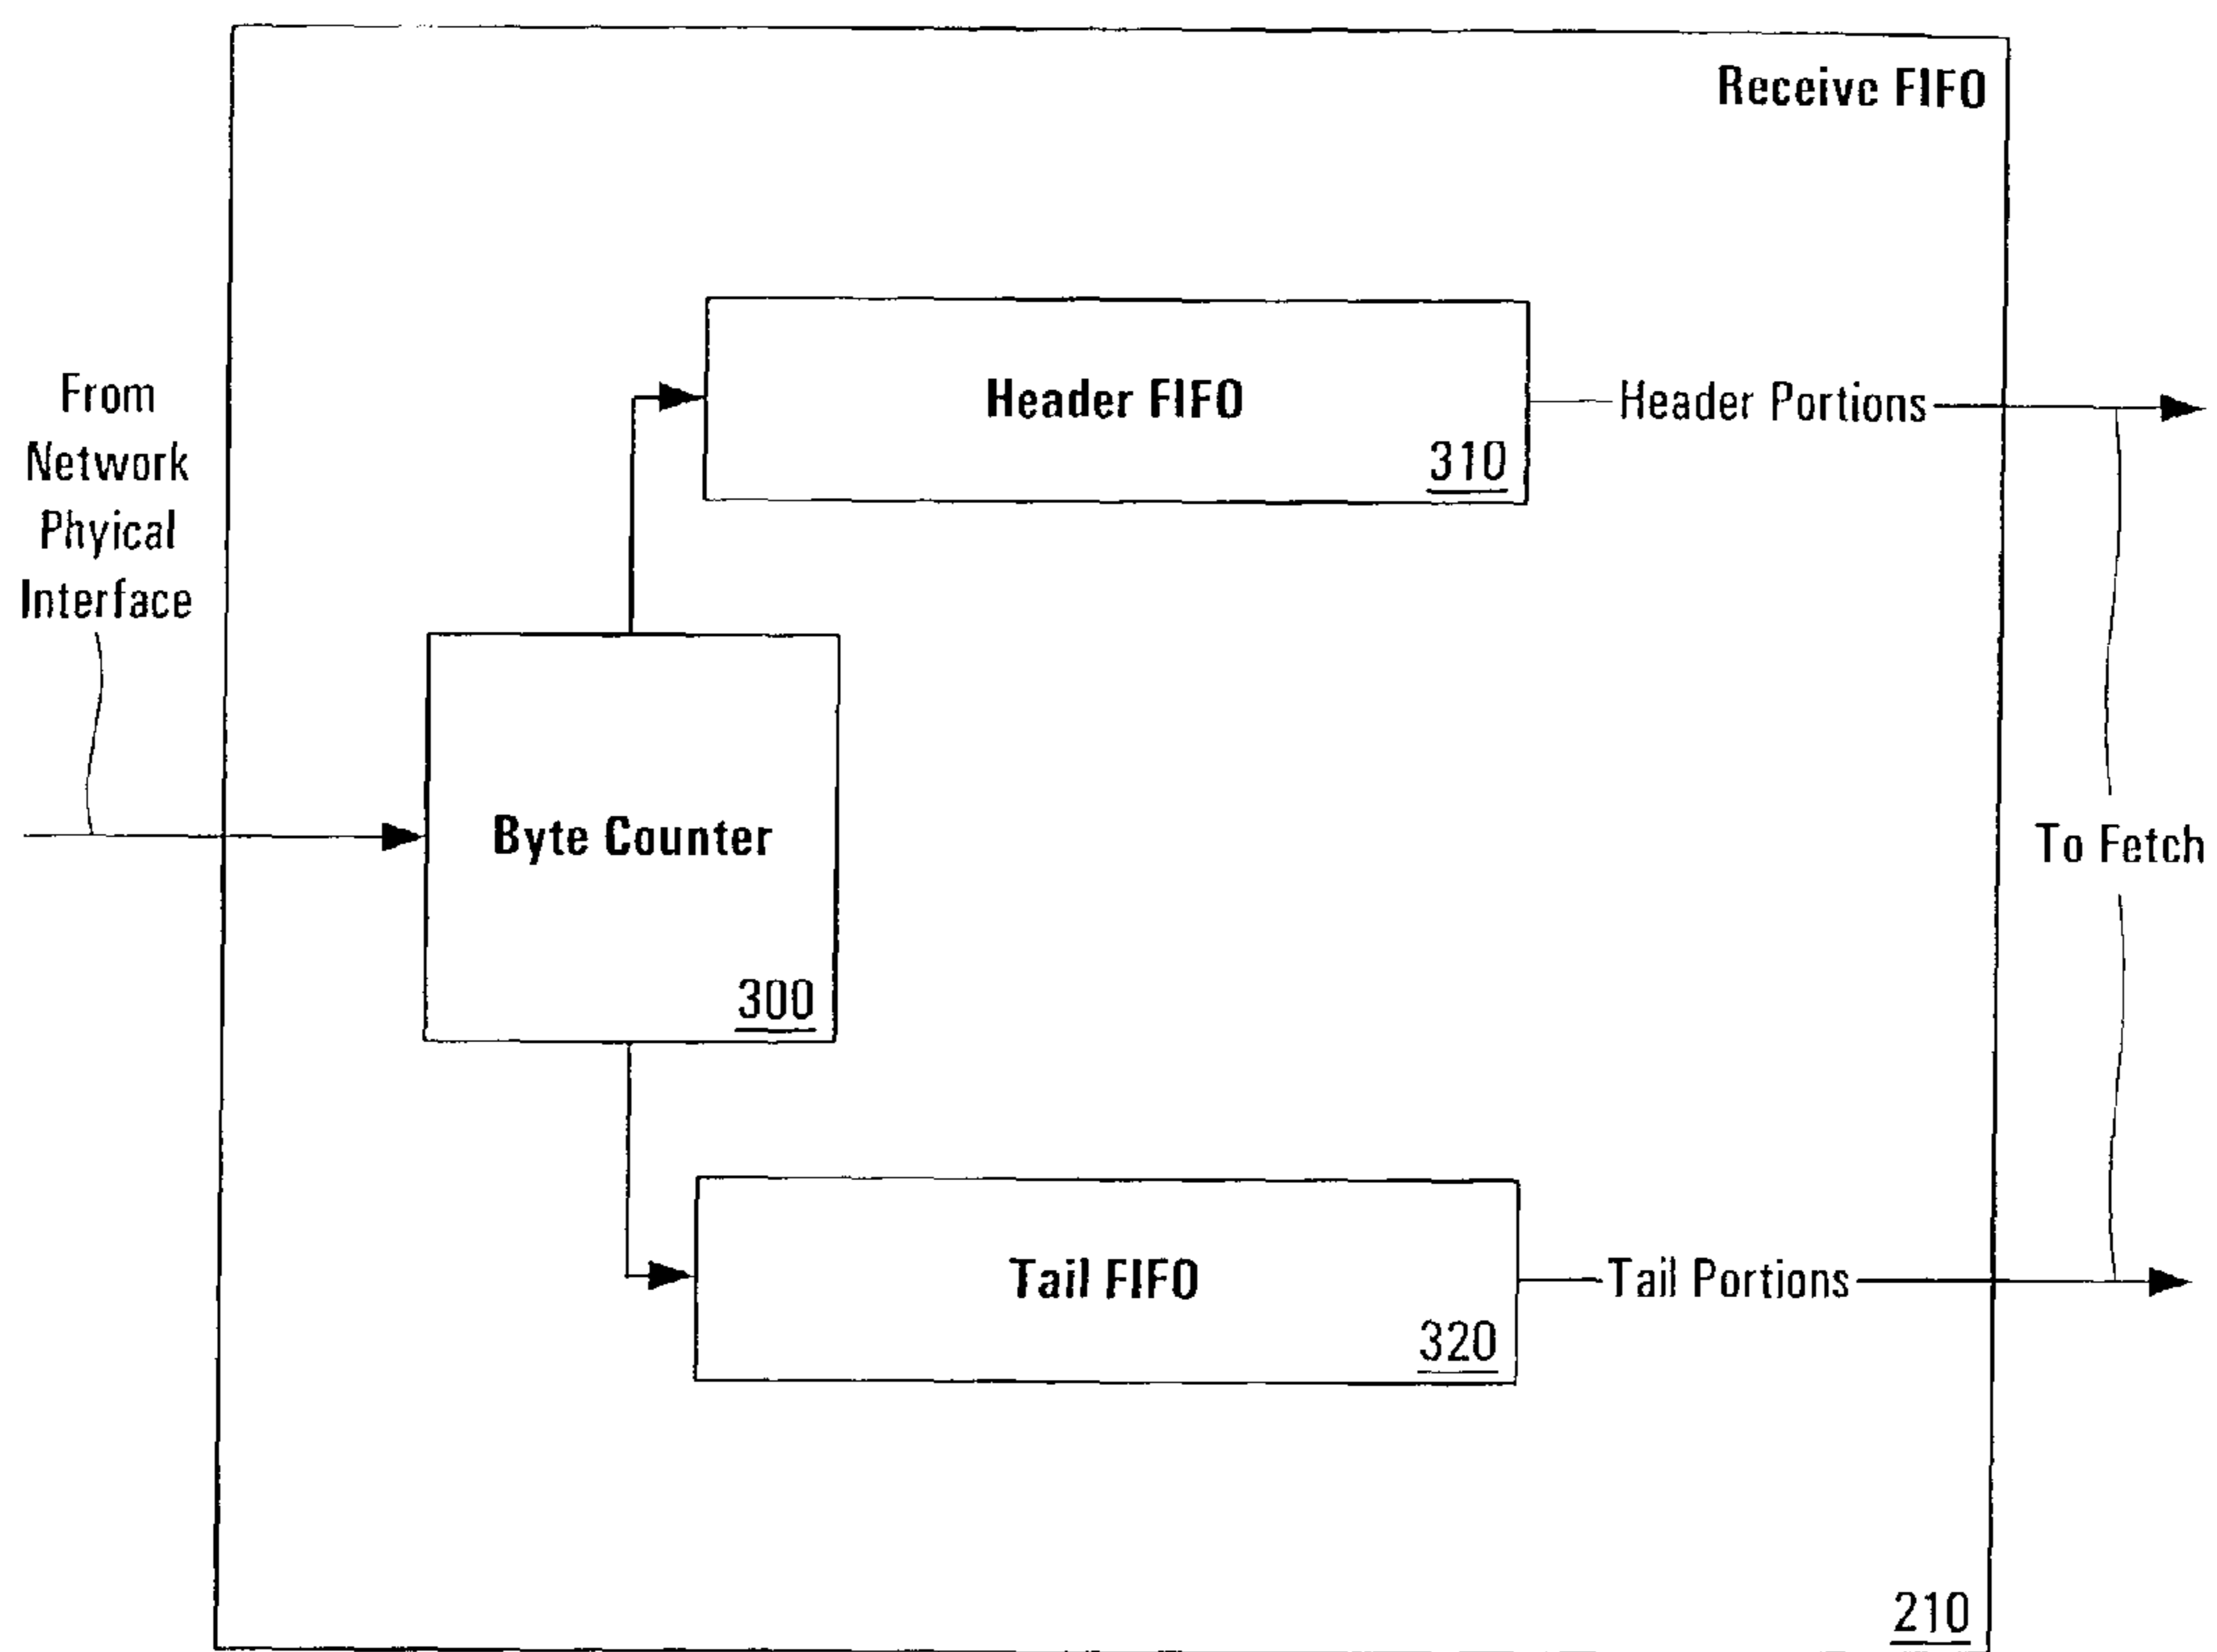 Receive FIFO
From
Network
Phyical
Interface
Header FIFO
310
Header Portions
Byte Counter
300
To Fetch
Tail FIFO
320
Tail Portions
210